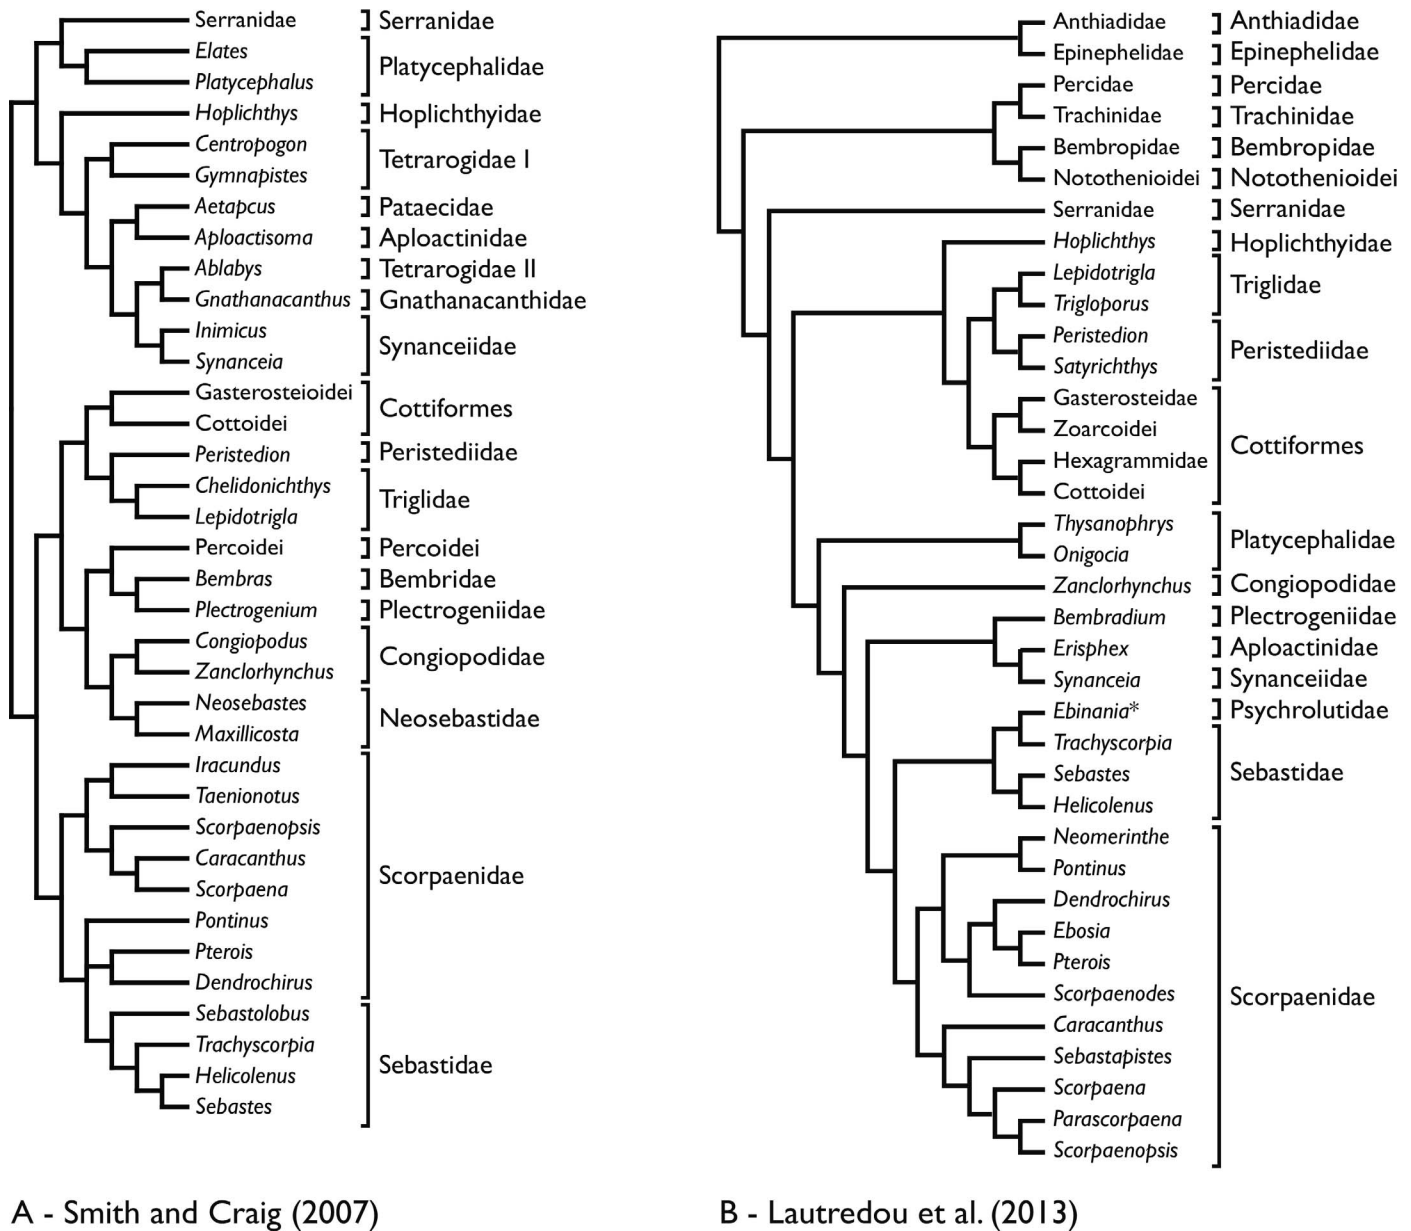 Serranidae
Elates
Platycephalus
Hoplichthys
Centropogon
Gymnapistes
Aetapcus
Aploactisoma
Ablabys
Gnathanacanthus
Inimicus
Synanceia
Gasterosteioidei
Cottoidei
Peristedion
Chelidonichthys
Lepidotrigla
Percoidei
Bembras
Plectrogenium
Congiopodus
Zanclorhynchus
Neosebastes
Maxillicosta
Iracundus
Taenionotus
Scorpaenopsis
Caracanthus
Scorpaena
Pontinus
Pterois
Dendrochirus
Sebastolobus
Trachyscorpia
Helicolenus
Sebastes
Serranidae
Platycephalidae
Hoplichthyidae
Tetrarogidae I
Pataecidae
Aploactinidae
Tetrarogidae II
Gnathanacanthidae
Synanceiidae
Cottiformes
Peristediidae
Triglidae
Percoidei
Bembridae
Plectrogeniidae
Congiopodidae
Neosebastidae
Scorpaenidae
Sebastidae
A - Smith and Craig (2007)
Anthiadidae
Epinephelidae
Percidae
Trachinidae
Bembropidae
Notothenioidei
Serranidae
Hoplichthys
Lepidotrigla
Trigloporus
Peristedion
Satyrichthys
Gasterosteidae
Zoarcoidei
Hexagrammidae
Cottoidei
Thysanophrys
Onigocia
Zanclorhynchus
Bembradium
Erisphex
Synanceia
Ebinania*
Trachyscorpia
Sebastes
Helicolenus
Neomerinthe
Pontinus
Dendrochirus
Ebosia
Pterois
Scorpaenodes
Caracanthus
Sebastapistes
Scorpaena
Parascorpaena
Scorpaenopsis
Anthiadidae
Epinephelidae
Percidae
Trachinidae
Bembropidae
Notothenioidei
Serranidae
Hoplichthyidae
Triglidae
Peristediidae
Cottiformes
Platycephalidae
Congiopodidae
Plectrogeniidae
Aploactinidae
Synanceiidae
Psychrolutidae
Sebastidae
Scorpaenidae
B - Lautredou et al. (2013)